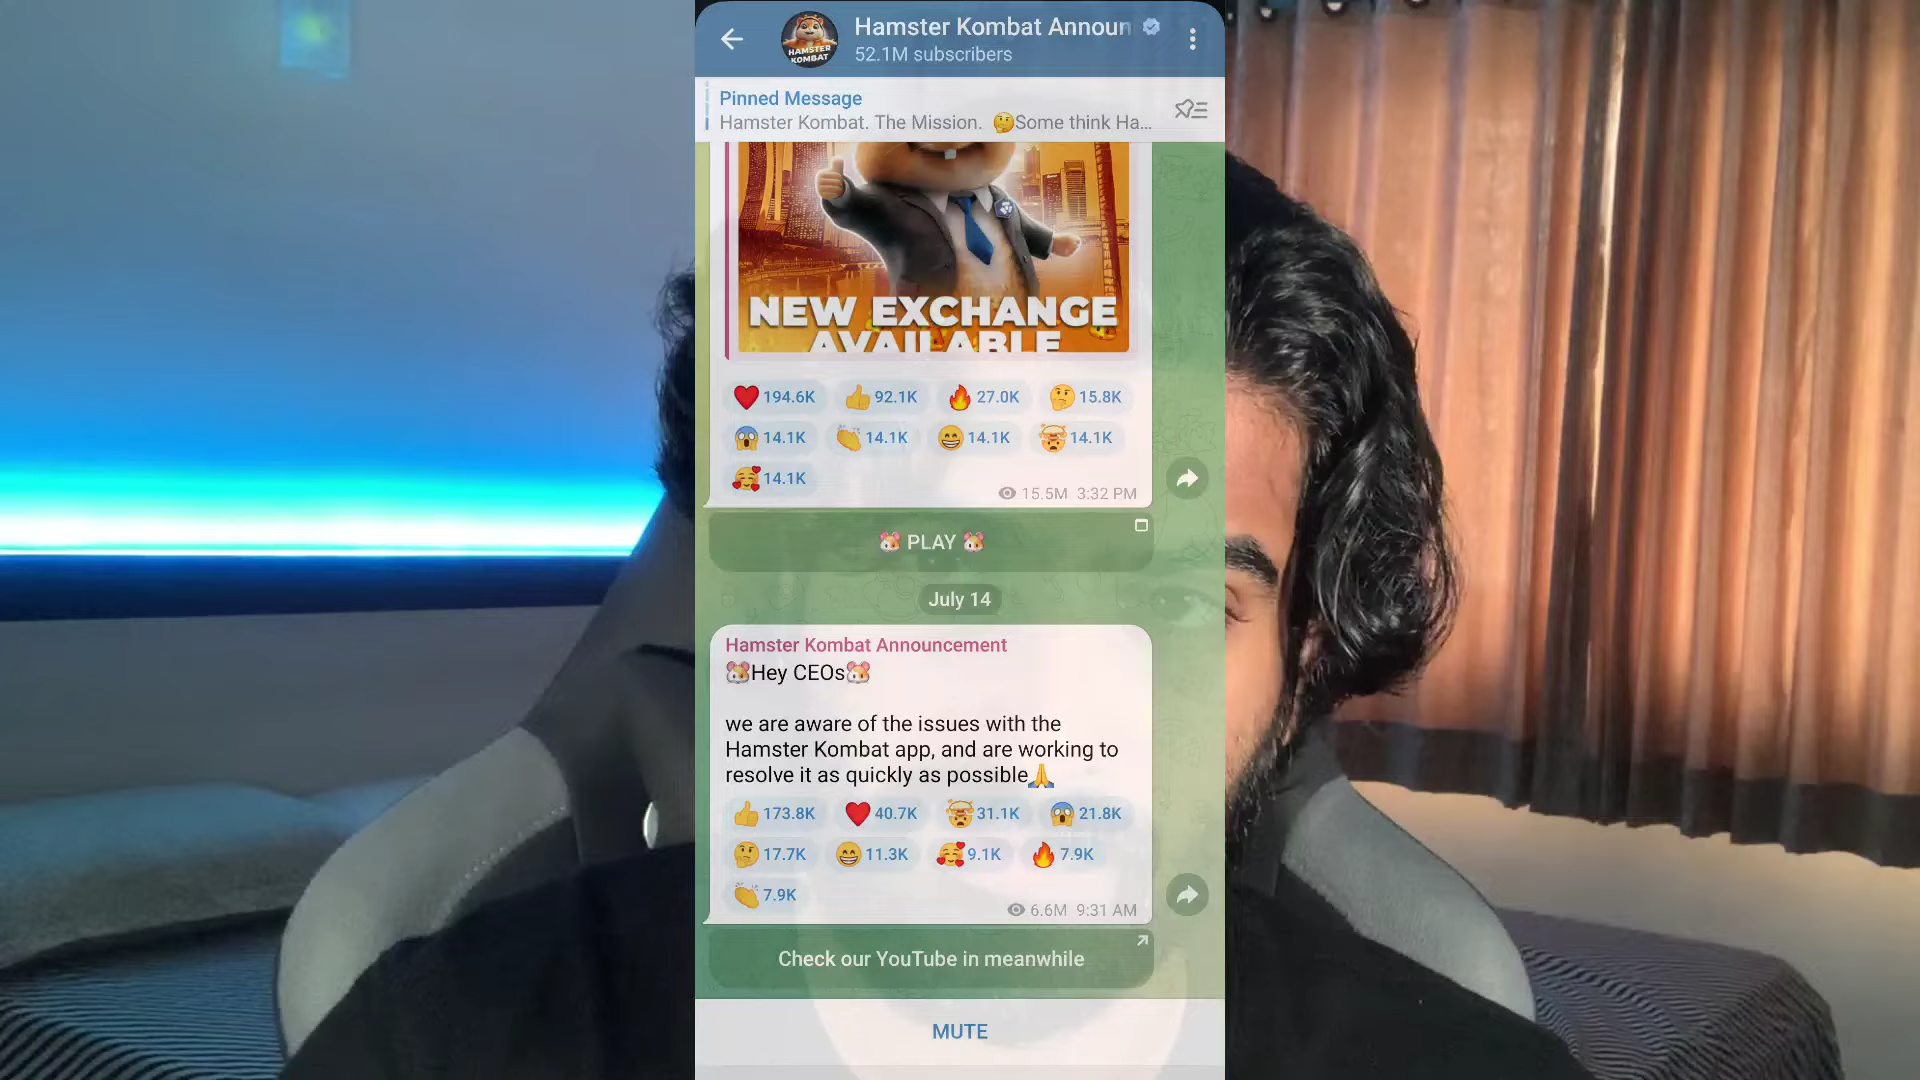 Hamster Kombat Announ
52.1M subscribers
HAMSTER
KOMBAT
Pinned Message
Hamster Kombat. The Mission. 🤔Some think Ha...
NEW EXCHANGE
AVAILABLE
❤️ 194.6K 👍 92.1K 🔥 27.0K 🤔 15.8K
😱 14.1K 👏 14.1K 😁 14.1K 🤯 14.1K
🥰 14.1K
15.5M 3:32 PM
🐹 PLAY 🐹
July 14
Hamster Kombat Announcement
🐹Hey CEOs🐹
we are aware of the issues with the
Hamster Kombat app, and are working to
resolve it as quickly as possible🙏
👍 173.8K ❤️ 40.7K 🤯 31.1K 😱 21.8K
🤔 17.7K 😁 11.3K 🥰 9.1K 🔥 7.9K
👏 7.9K
6.6M 9:31 AM
Check our YouTube in meanwhile
MUTE